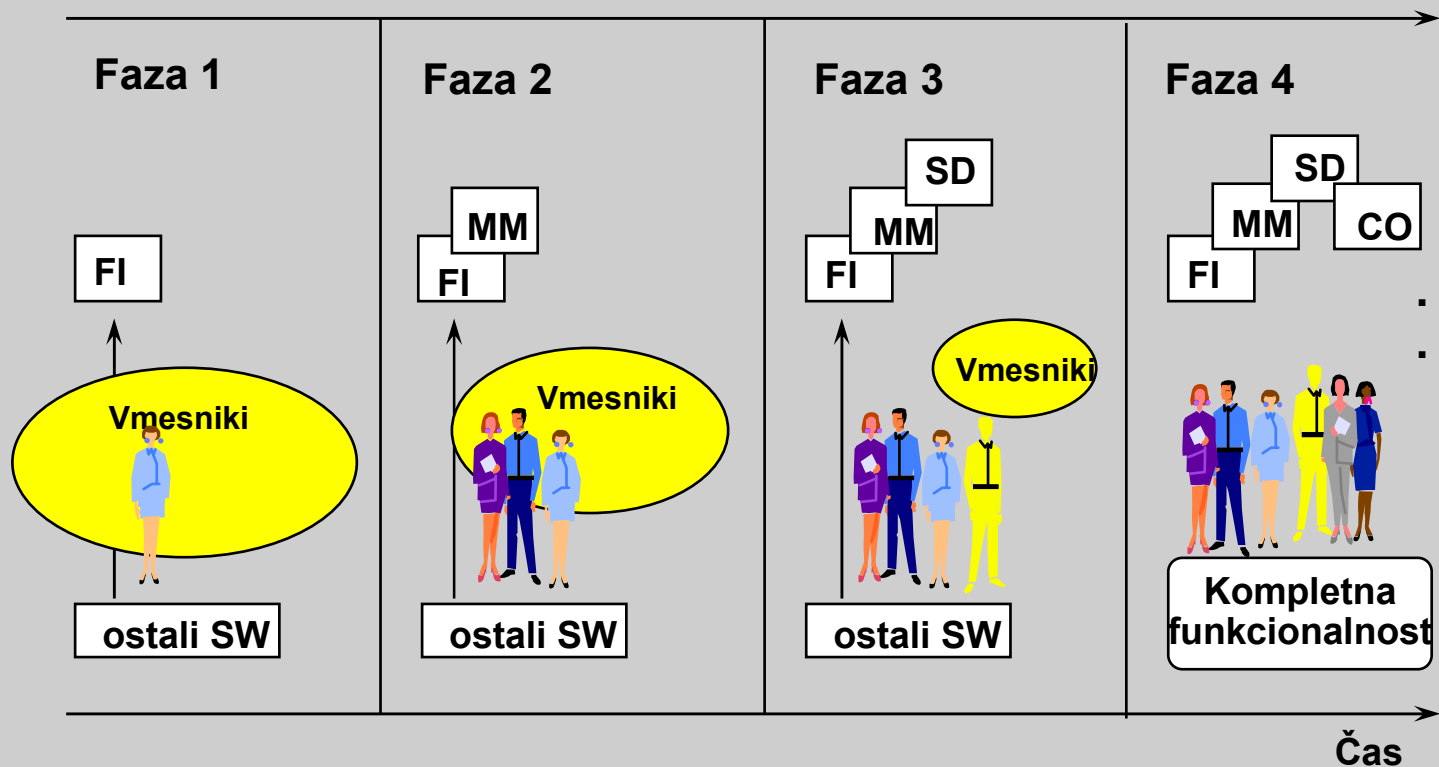 Faza 1
FI
Vmesniki
ostali SW
Faza 2
MM
FI
Vmesniki
ostali SW
Faza 3
SD
MM
FI
Vmesniki
ostali SW
Faza 4
SD
MM
CO
FI
.
.
Kompletna
funkcionalnost
Čas